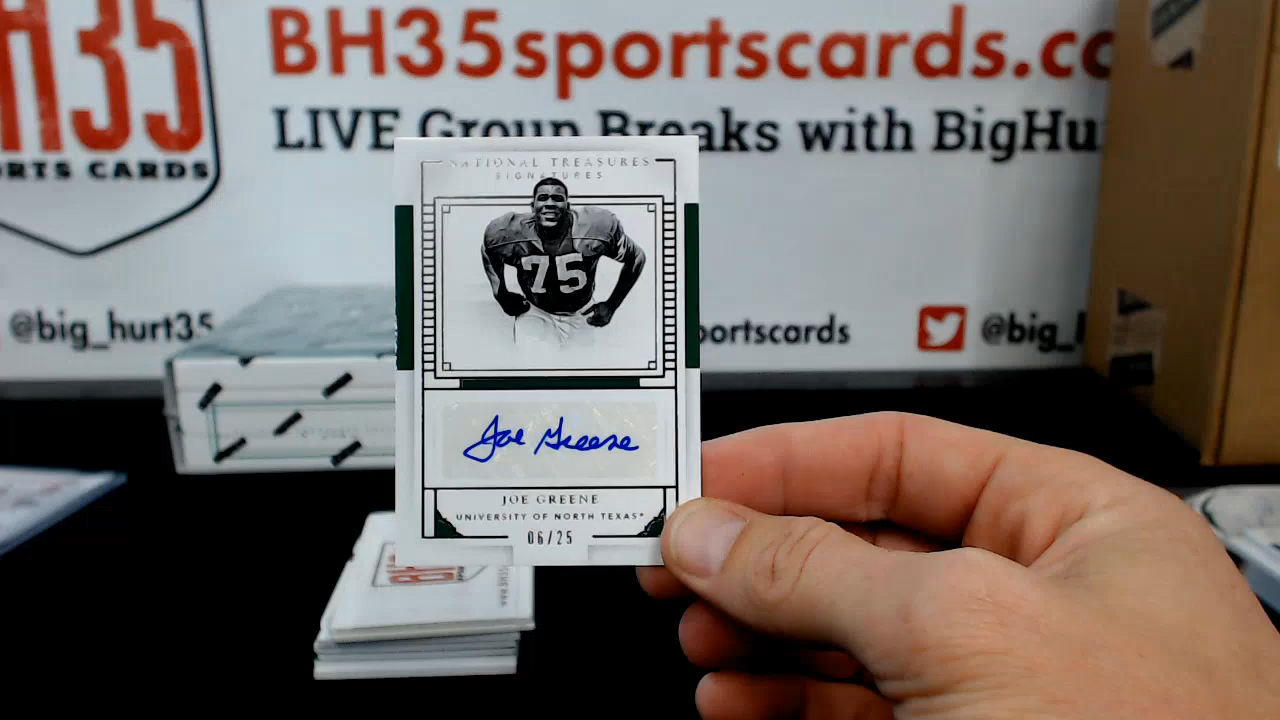 BH35sportscards.co
H35
LIVE Group Breaks with BigHu
RTS CARDS
NATIONAL TREASURES
SIGNATURES
75
@big_hurt35
portscards
@big_
Joe Greene
JOE GREENE
UNIVERSITY OF NORTH TEXAS*
06/25